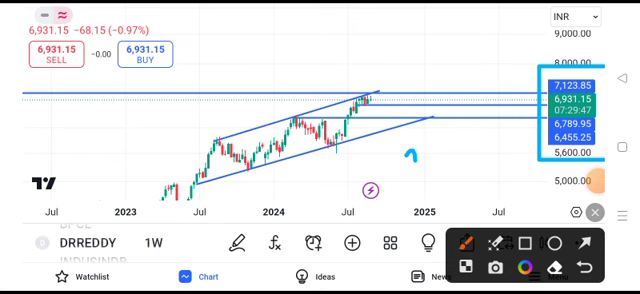 INR
6,931.15 −68.15 (−0.97%)
6,931.15
SELL
−0.00
6,931.15
BUY
9,000.00
8,000.00
7,123.85
6,931.15
07:29:47
6,789.95
6,455.25
5,600.00
5,000.00
Jul
2023
Jul
2024
Jul
2025
Jul
BPCL
D
DRREDDY
1W
INDUSINDB
Watchlist
Chart
Ideas
News
Menu